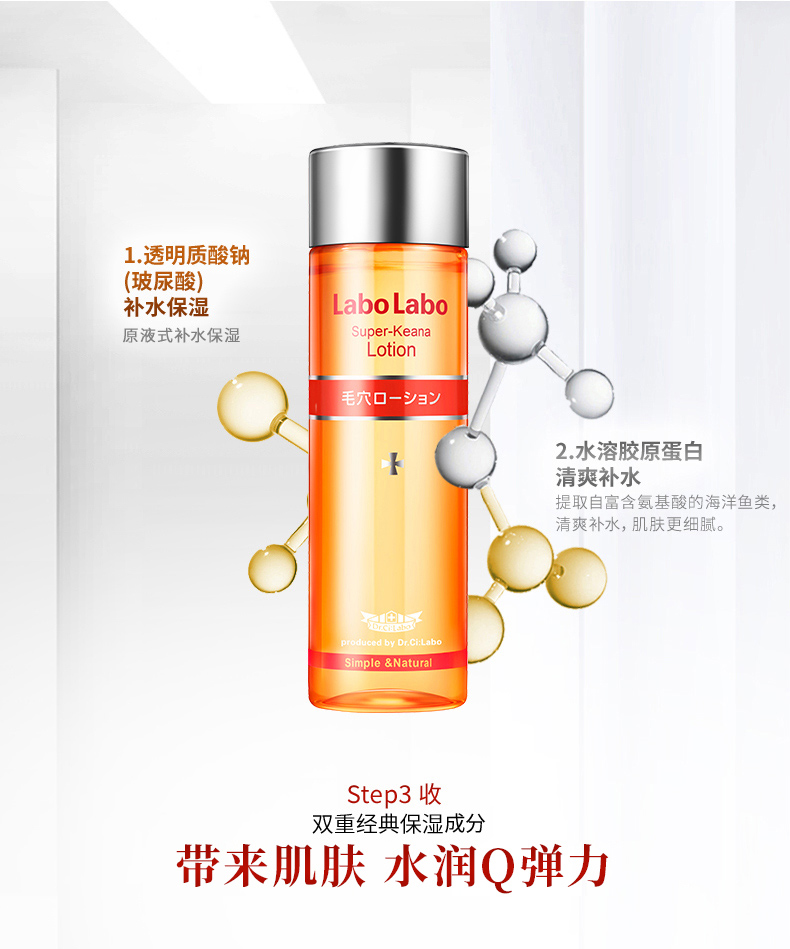 1.透明质酸钠
(玻尿酸)
补水保湿
原液式补水保湿
Labo Labo
Super-Keana
Lotion
毛穴ローション
2.水溶胶原蛋白
清爽补水
提取自富含氨基酸的海洋鱼类，
清爽补水，肌肤更细腻。
Dr.Ci:Labo
produced by Dr.Ci.Labo
Simple &Natural
Step3 收
双重经典保湿成分
带来肌肤 水润Q弹力